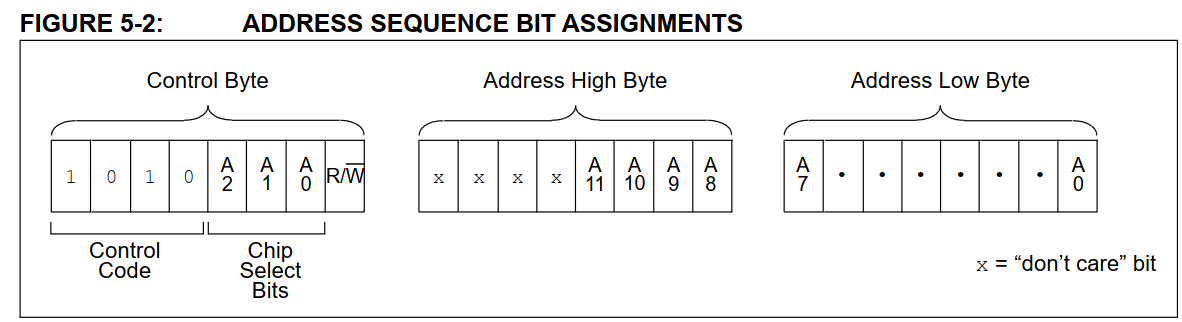 FIGURE 5-2: ADDRESS SEQUENCE BIT ASSIGNMENTS
Control Byte Address High Byte Address Low Byte
1 0 1 0 A2 A1 A0 R/W̅ x x x x A11 A10 A9 A8 A7 • • • • • • A0
Control
Code
Chip
Select
Bits
x = “don’t care” bit